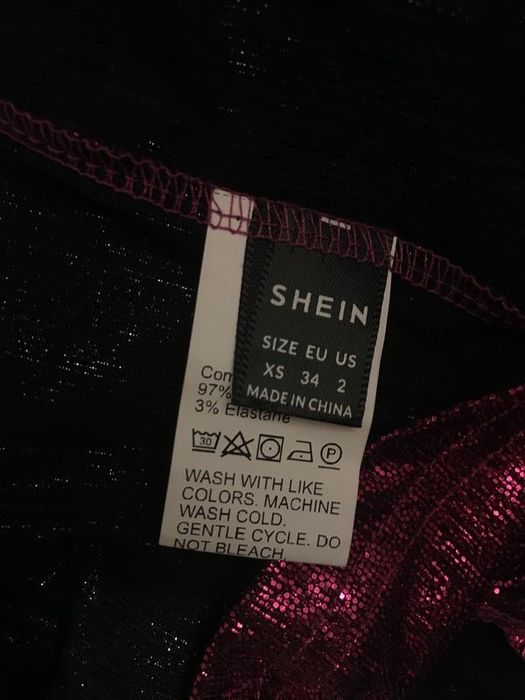 SHEIN
SIZE EU US
XS 34 2
MADE IN CHINA
97%
3% Elastane
30
P
WASH WITH LIKE
COLORS. MACHINE
WASH COLD.
GENTLE CYCLE. DO
NOT BLEACH.